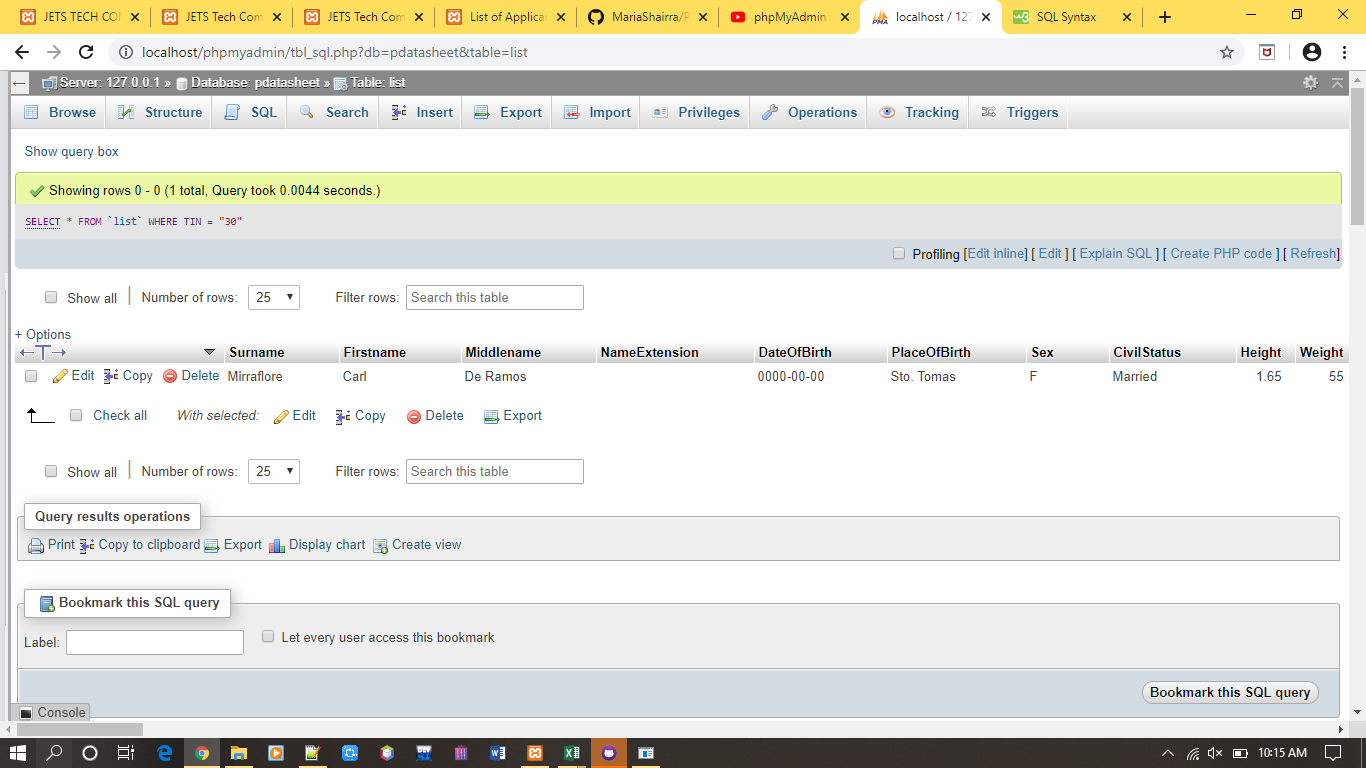 JETS TECH CO
JETS Tech Com
JETS Tech Com
List of Applica
MariaShairra/P
phpMyAdmin
localhost / 127
SQL Syntax
localhost/phpmyadmin/tbl_sql.php?db=pdatasheet&table=list
Server: 127.0.0.1 » Database: pdatasheet » Table: list
Browse Structure SQL Search Insert Export Import Privileges Operations Tracking Triggers
Show query box
Showing rows 0 - 0 (1 total, Query took 0.0044 seconds.)
SELECT * FROM `list` WHERE TIN = "30"
Profiling [Edit inline] [ Edit ] [ Explain SQL ] [ Create PHP code ] [ Refresh]
Show all | Number of rows: 25 Filter rows: Search this table
+ Options
←T→ Surname Firstname Middlename NameExtension DateOfBirth PlaceOfBirth Sex CivilStatus Height Weight
Edit Copy Delete Mirraflore Carl De Ramos 0000-00-00 Sto. Tomas F Married 1.65 55
Check all With selected: Edit Copy Delete Export
Show all | Number of rows: 25 Filter rows: Search this table
Query results operations
Print Copy to clipboard Export Display chart Create view
Bookmark this SQL query
Label: Let every user access this bookmark
Bookmark this SQL query
Console
10:15 AM